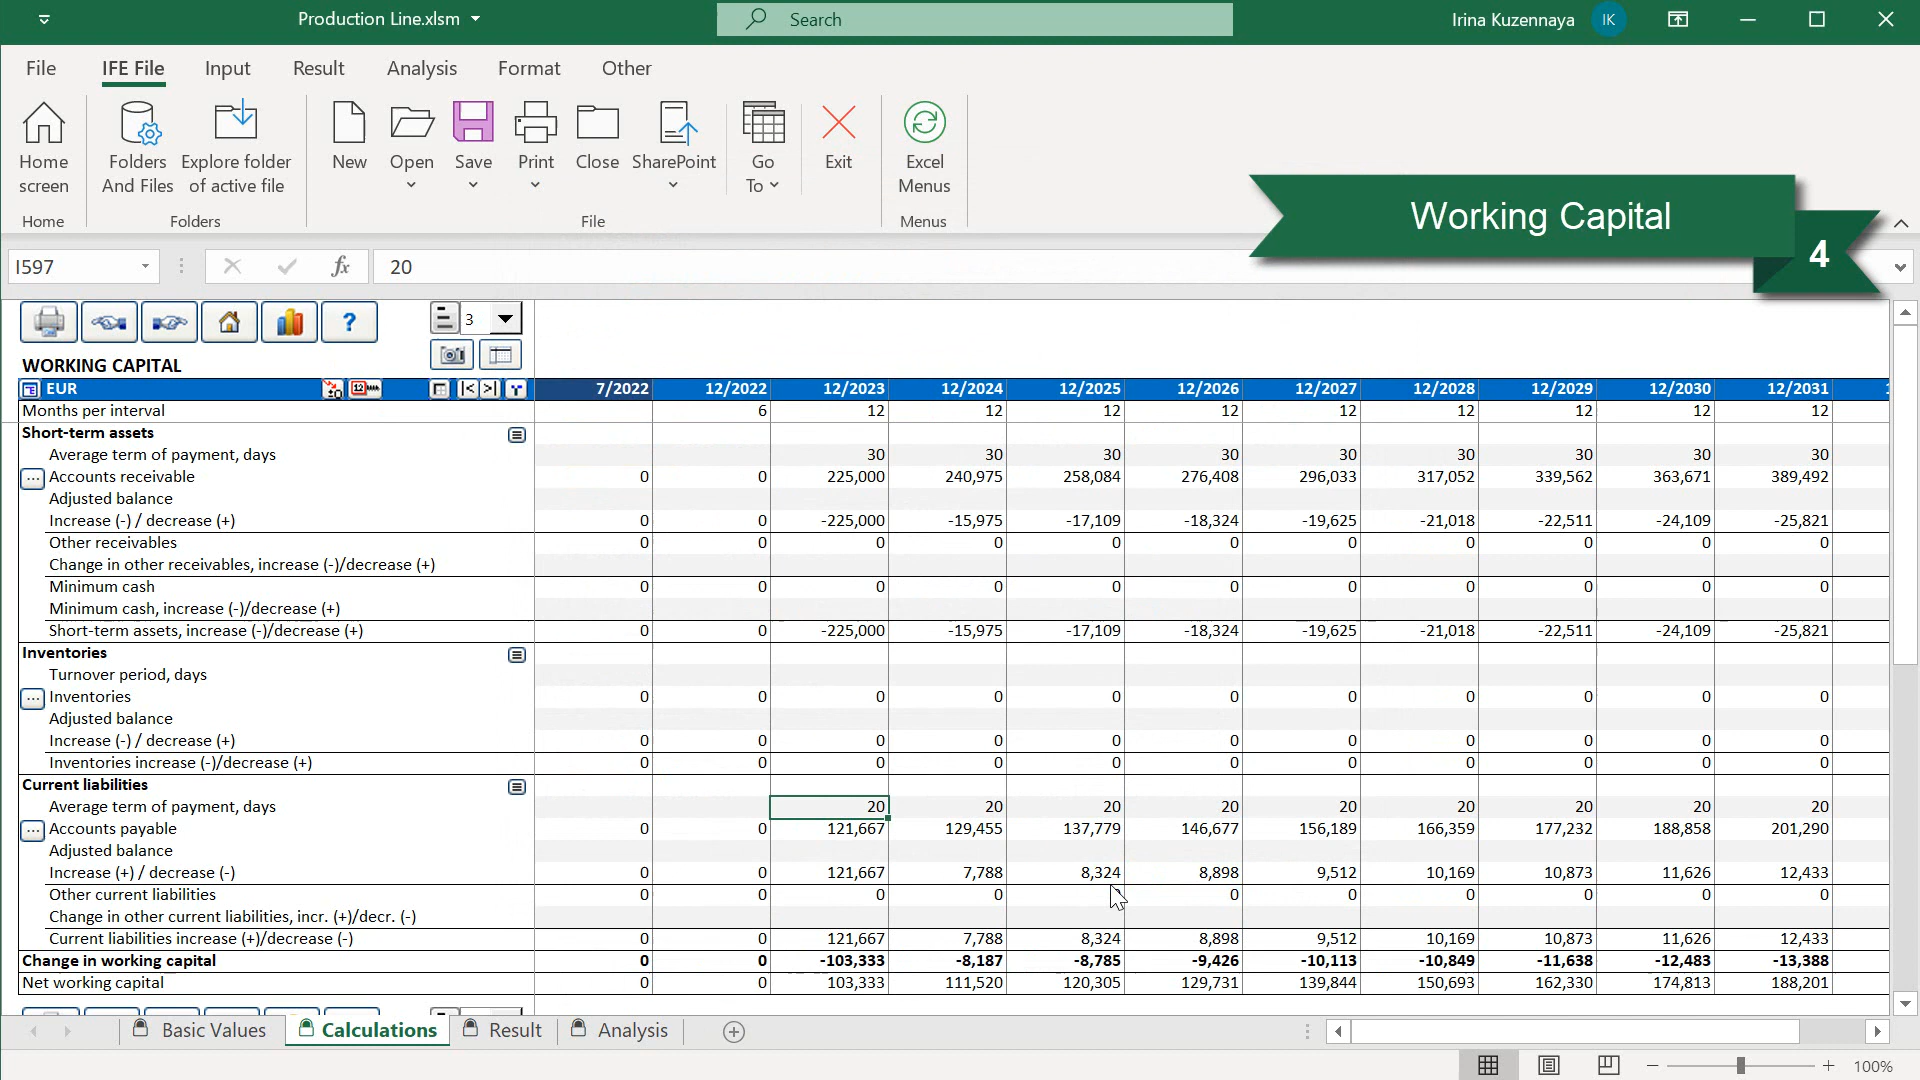 Production Line.xlsm
Search
Irina Kuzennaya IK
File IFE File Input Result Analysis Format Other
Home screen
Folders And Files
Explore folder of active file
New
Open
Save
Print
Close
SharePoint
Go To
Exit
Excel Menus
Home Folders File Menus
Working Capital
4
I597 fx 20
3
?
WORKING CAPITAL
EUR 12 7/2022 12/2022 12/2023 12/2024 12/2025 12/2026 12/2027 12/2028 12/2029 12/2030 12/2031
Months per interval 6 12 12 12 12 12 12 12 12 12
Short-term assets
Average term of payment, days 30 30 30 30 30 30 30 30 30
... Accounts receivable 0 0 225,000 240,975 258,084 276,408 296,033 317,052 339,562 363,671 389,492
Adjusted balance
Increase (-) / decrease (+) 0 0 -225,000 -15,975 -17,109 -18,324 -19,625 -21,018 -22,511 -24,109 -25,821
Other receivables 0 0 0 0 0 0 0 0 0 0 0
Change in other receivables, increase (-)/decrease (+)
Minimum cash 0 0 0 0 0 0 0 0 0 0 0
Minimum cash, increase (-)/decrease (+)
Short-term assets, increase (-)/decrease (+) 0 0 -225,000 -15,975 -17,109 -18,324 -19,625 -21,018 -22,511 -24,109 -25,821
Inventories
Turnover period, days
... Inventories 0 0 0 0 0 0 0 0 0 0 0
Adjusted balance
Increase (-) / decrease (+) 0 0 0 0 0 0 0 0 0 0 0
Inventories increase (-)/decrease (+) 0 0 0 0 0 0 0 0 0 0 0
Current liabilities
Average term of payment, days 20 20 20 20 20 20 20 20 20
... Accounts payable 0 0 121,667 129,455 137,779 146,677 156,189 166,359 177,232 188,858 201,290
Adjusted balance
Increase (+) / decrease (-) 0 0 121,667 7,788 8,324 8,898 9,512 10,169 10,873 11,626 12,433
Other current liabilities 0 0 0 0 0 0 0 0 0 0
Change in other current liabilities, incr. (+)/decr. (-)
Current liabilities increase (+)/decrease (-) 0 0 121,667 7,788 8,324 8,898 9,512 10,169 10,873 11,626 12,433
Change in working capital 0 0 -103,333 -8,187 -8,785 -9,426 -10,113 -10,849 -11,638 -12,483 -13,388
Net working capital 0 0 103,333 111,520 120,305 129,731 139,844 150,693 162,330 174,813 188,201
Basic Values Calculations Result Analysis
100%